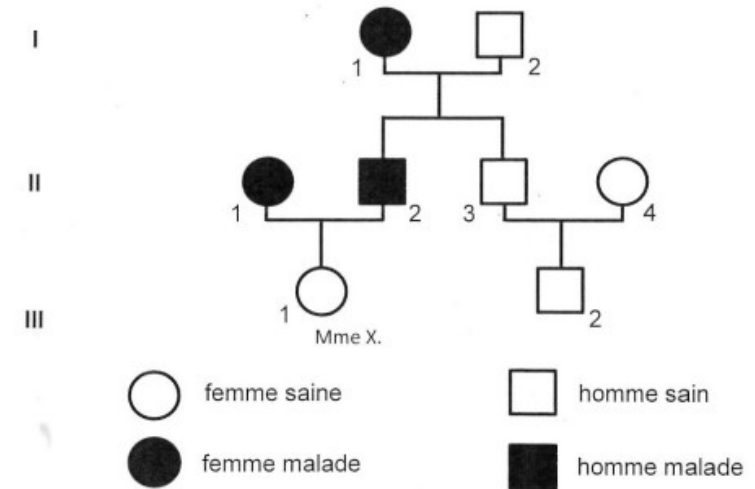 I
1 2
II
1 2 3 4
1 2
III
Mme X.
femme saine homme sain
femme malade homme malade